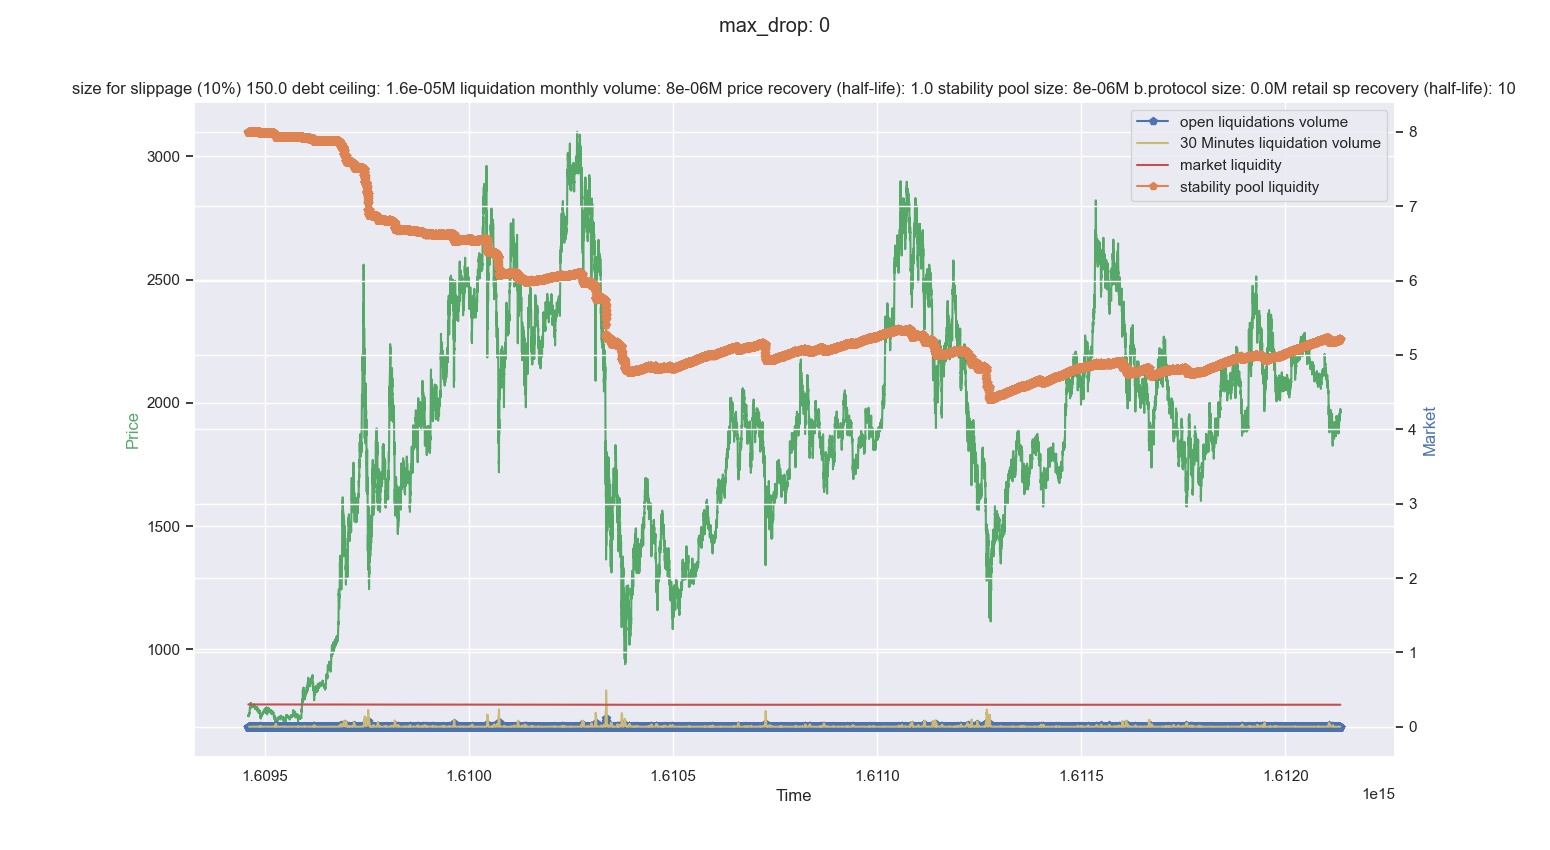 max_drop: 0
size for slippage (10%) 150.0 debt ceiling: 1.6e-05M liquidation monthly volume: 8e-06M price recovery (half-life): 1.0 stability pool size: 8e-06M b.protocol size: 0.0M retail sp recovery (half-life): 10
open liquidations volume
30 Minutes liquidation volume
market liquidity
stability pool liquidity
3000
2500
2000
1500
1000
Price
8
7
6
5
4
3
2
1
0
Market
1.6095
1.6100
1.6105
1.6110
1.6115
1.6120
1e15
Time